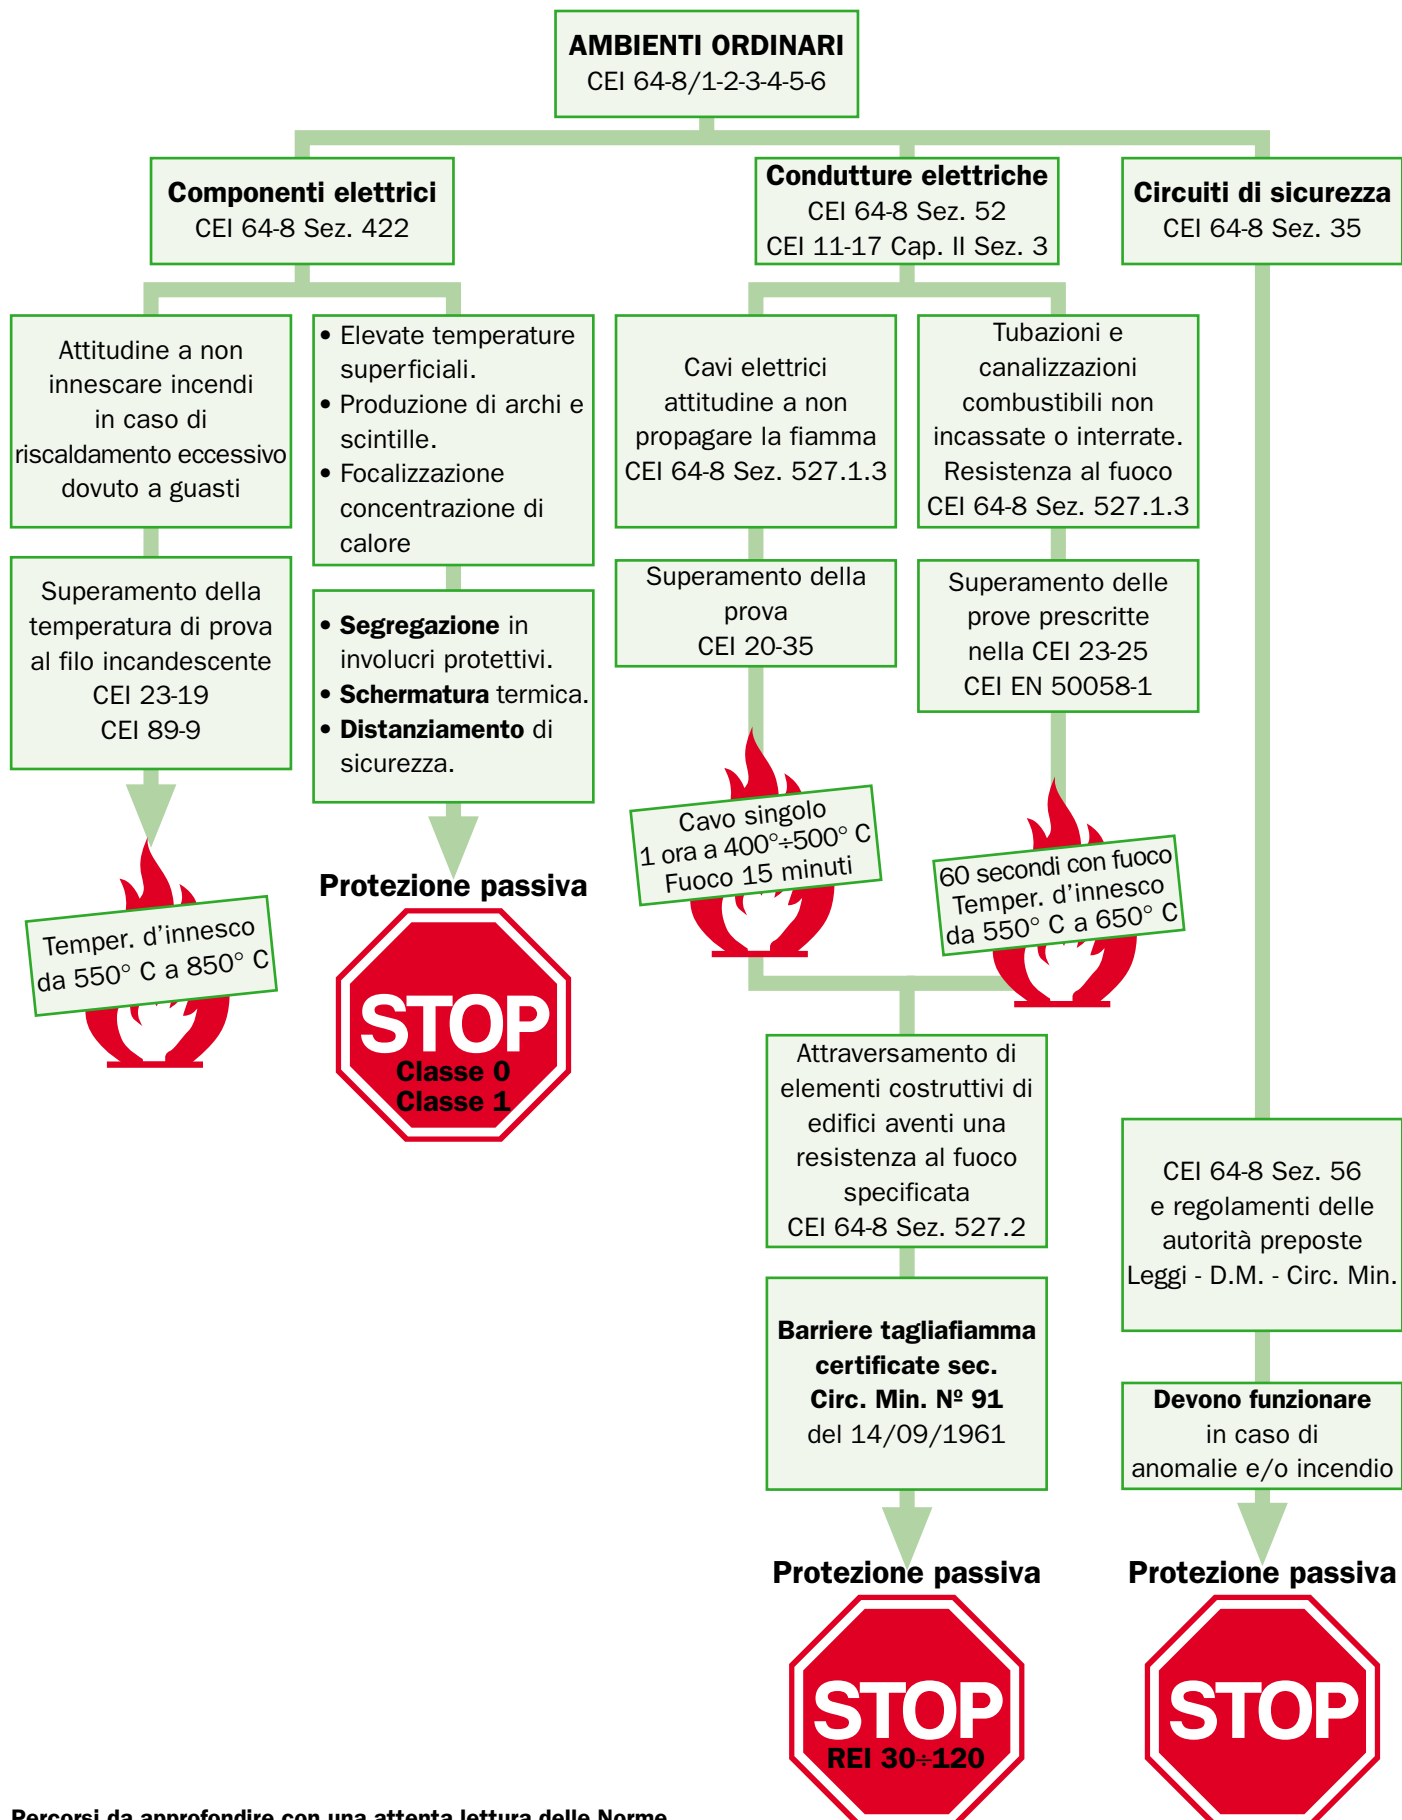 AMBIENTI ORDINARI
CEI 64-8/1-2-3-4-5-6
Componenti elettrici
CEI 64-8 Sez. 422
Condutture elettriche
CEI 64-8 Sez. 52
CEI 11-17 Cap. II Sez. 3
Circuiti di sicurezza
CEI 64-8 Sez. 35
Attitudine a non
innescare incendi
in caso di
riscaldamento eccessivo
dovuto a guasti
• Elevate temperature
superficiali.
• Produzione di archi e
scintille.
• Focalizzazione
concentrazione di
calore
Cavi elettrici
attitudine a non
propagare la fiamma
CEI 64-8 Sez. 527.1.3
Tubazioni e
canalizzazioni
combustibili non
incassate o interrate.
Resistenza al fuoco
CEI 64-8 Sez. 527.1.3
Superamento della
temperatura di prova
al filo incandescente
CEI 23-19
CEI 89-9
• Segregazione in
involucri protettivi.
• Schermatura termica.
• Distanziamento di
sicurezza.
Superamento della
prova
CEI 20-35
Superamento delle
prove prescritte
nella CEI 23-25
CEI EN 50058-1
Temper. d'innesco
da 550° C a 850° C
Protezione passiva
STOP
Classe 0
Classe 1
Cavo singolo
1 ora a 400°÷500° C
Fuoco 15 minuti
60 secondi con fuoco
Temper. d'innesco
da 550° C a 650° C
Attraversamento di
elementi costruttivi di
edifici aventi una
resistenza al fuoco
specificata
CEI 64-8 Sez. 527.2
CEI 64-8 Sez. 56
e regolamenti delle
autorità preposte
Leggi - D.M. - Circ. Min.
Barriere tagliafiamma
certificate sec.
Circ. Min. Nº 91
del 14/09/1961
Devono funzionare
in caso di
anomalie e/o incendio
Protezione passiva
STOP
REI 30÷120
Protezione passiva
STOP
Percorsi da approfondire con una attenta lettura delle Norme